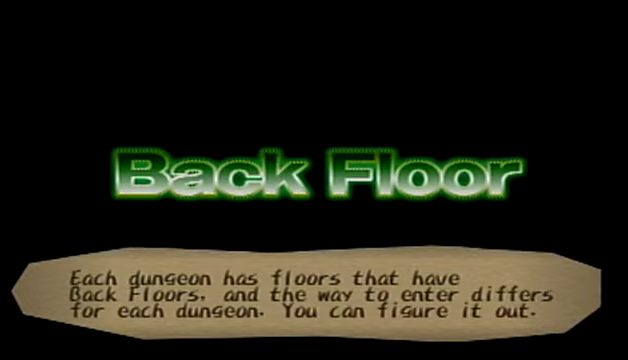 Back Floor
Each dungeon has floors that have
Back Floors, and the way to enter differs
for each dungeon. You can figure it out.